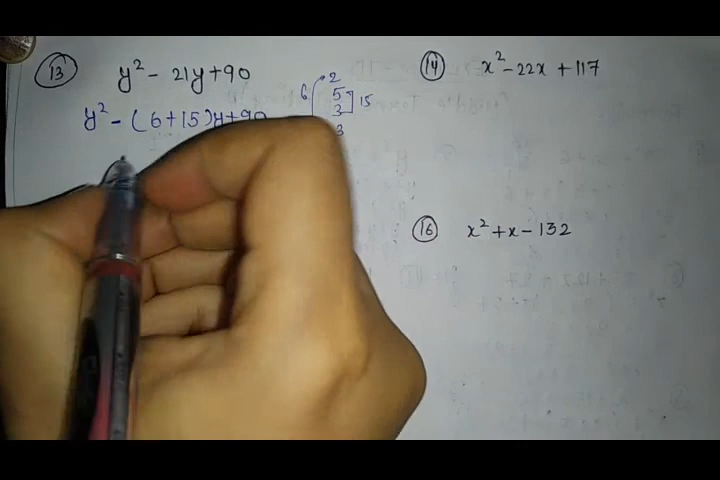 13 y² - 21y + 90
y² - (6+15)y + 90
2
6 5 15
3
3
14 x² - 22x + 117
16 x² + x - 132